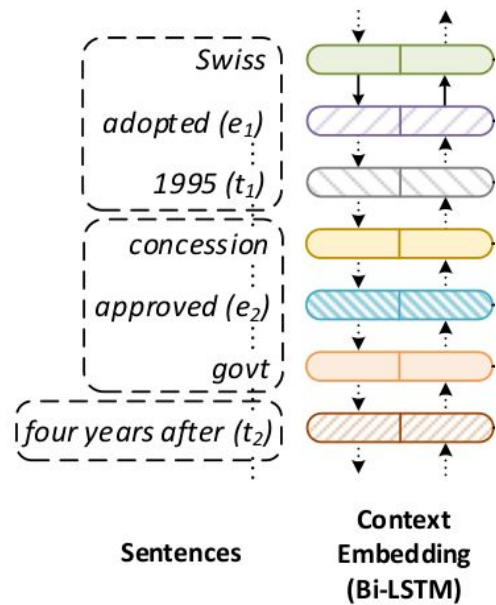 Swiss
adopted (e1)
1995 (t1)
concession
approved (e2)
govt
four years after (t2)
Sentences
Context
Embedding
(Bi-LSTM)